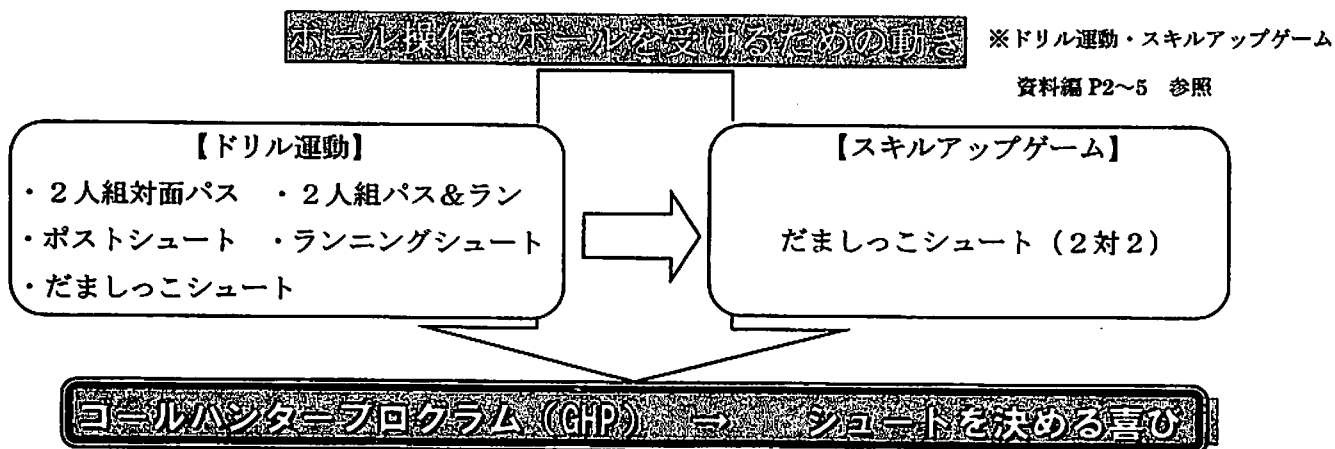 ボール操作・ボールを受けるための動き
※ドリル運動・スキルアップゲーム
資料編 P2～5 参照
【ドリル運動】
・２人組対面パス ・２人組パス＆ラン
・ポストシュート ・ランニングシュート
・だましっこシュート
【スキルアップゲーム】
だましっこシュート（２対２）
ゴールハンタープログラム（GHP） → シュートを決める喜び